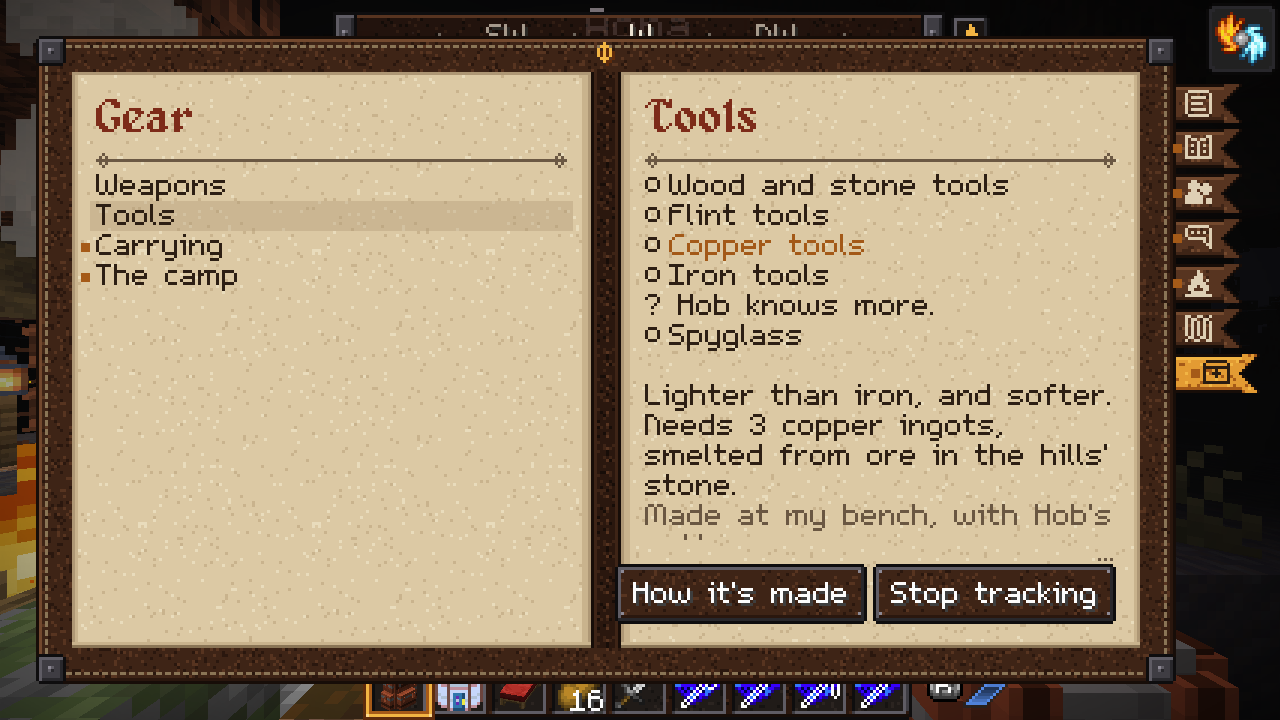 SW W NW
Gear
Weapons
Tools
Carrying
The camp
Tools
Wood and stone tools
Flint tools
Copper tools
Iron tools
? Hob knows more.
Spyglass
Lighter than iron, and softer.
Needs 3 copper ingots,
smelted from ore in the hills'
stone.
Made at my bench, with Hob's
...
How it's made
Stop tracking
16